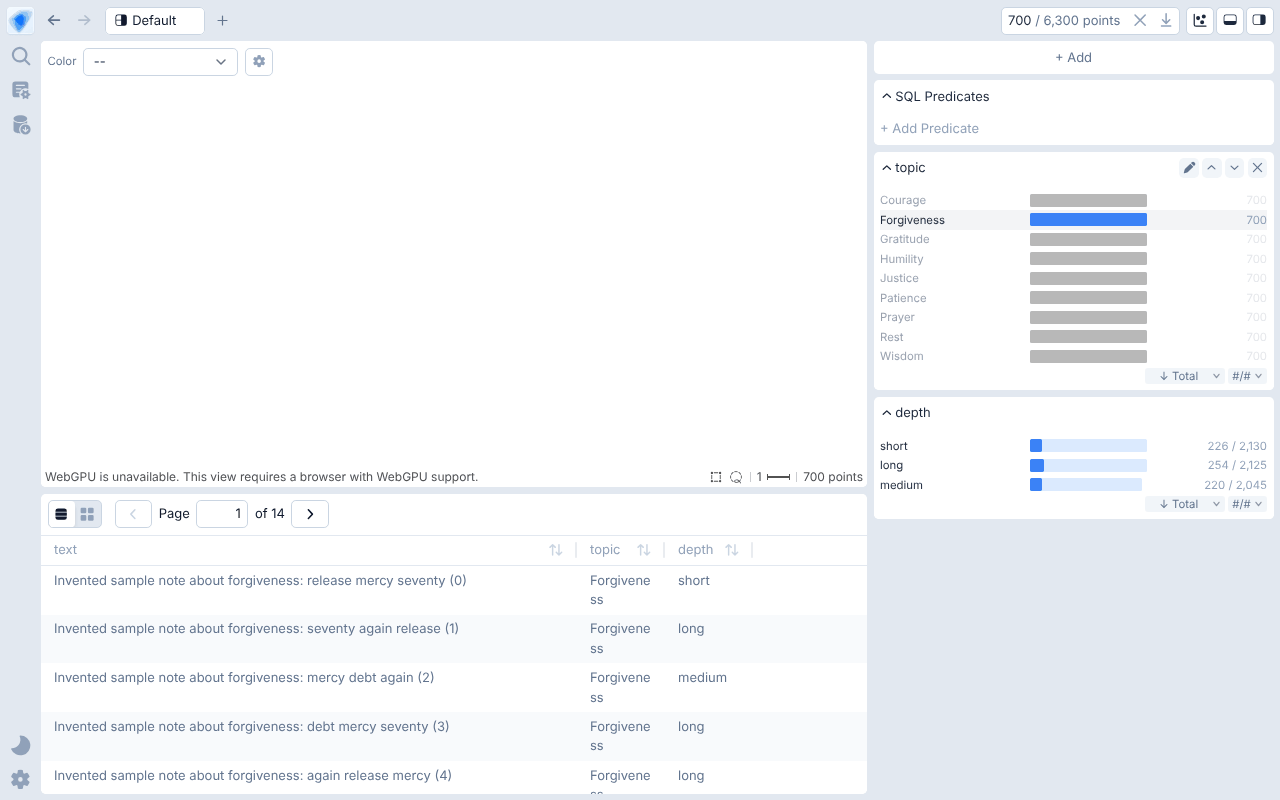 Default
700 / 6,300 points
Color
--
WebGPU is unavailable. This view requires a browser with WebGPU support.
1
700 points
Page 1 of 14
text topic depth
Invented sample note about forgiveness: release mercy seventy (0) Forgivene short
ss
Invented sample note about forgiveness: seventy again release (1) Forgivene long
ss
Invented sample note about forgiveness: mercy debt again (2) Forgivene medium
ss
Invented sample note about forgiveness: debt mercy seventy (3) Forgivene long
ss
Invented sample note about forgiveness: again release mercy (4) Forgivene long
ss
+ Add
SQL Predicates
+ Add Predicate
topic
Courage 700
Forgiveness 700
Gratitude 700
Humility 700
Justice 700
Patience 700
Prayer 700
Rest 700
Wisdom 700
↓ Total #/#
depth
short 226 / 2,130
long 254 / 2,125
medium 220 / 2,045
↓ Total #/#